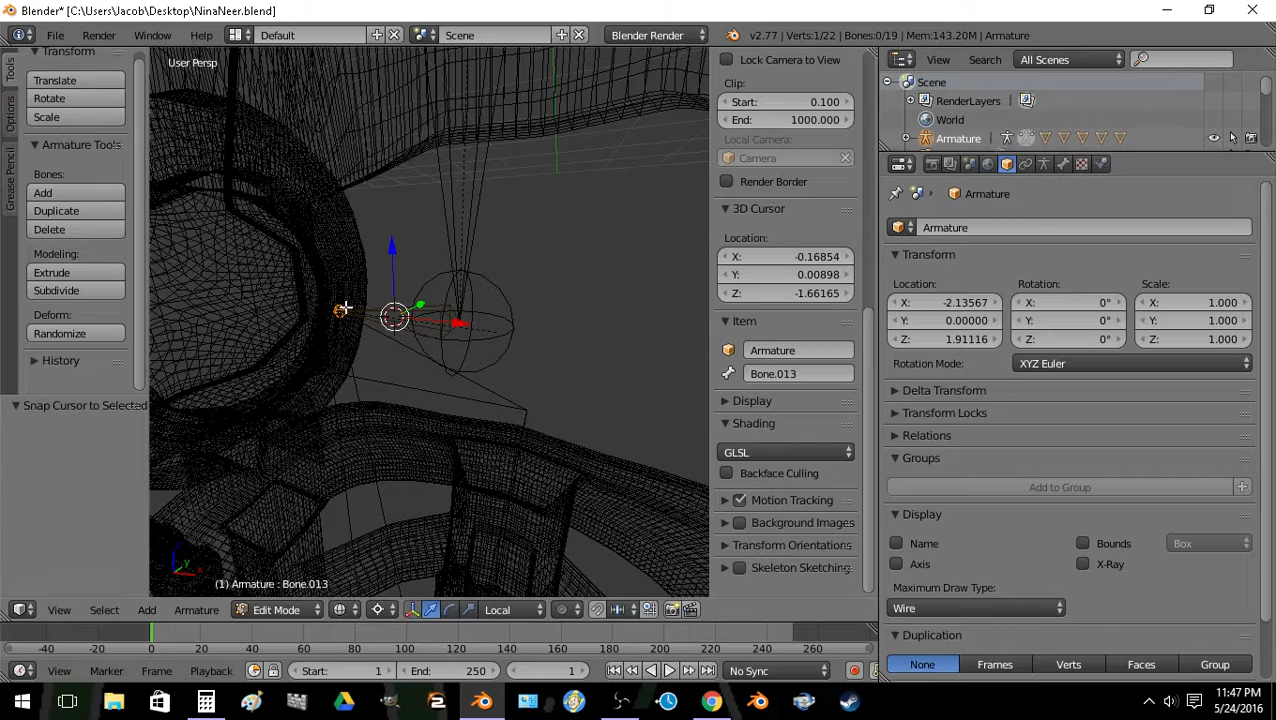 Blender* [C:\Users\Jacob\Desktop\NinaNeer.blend]
File Render Window Help Default Scene Blender Render v2.77 | Verts:1/22 | Bones:0/19 | Mem:143.20M | Armature
Tools
Options
Grease Pencil
Transform
Translate
Rotate
Scale
Armature Tools
Bones:
Add
Duplicate
Delete
Modeling:
Extrude
Subdivide
Deform:
Randomize
History
Snap Cursor to Selected
User Persp
(1) Armature : Bone.013
z
y
x
Lock Camera to View
Clip:
Start: 0.100
End: 1000.000
Local Camera:
Camera
Render Border
3D Cursor
Location:
X: -0.16854
Y: 0.00898
Z: -1.66165
Item
Armature
Bone.013
Display
Shading
GLSL
Backface Culling
Motion Tracking
Background Images
Transform Orientations
Skeleton Sketching
View Search All Scenes
Scene
RenderLayers
World
Armature
Armature
Armature
Transform
Location: Rotation: Scale:
X: -2.13567 X: 0° X: 1.000
Y: 0.00000 Y: 0° Y: 1.000
Z: 1.91116 Z: 0° Z: 1.000
Rotation Mode: XYZ Euler
Delta Transform
Transform Locks
Relations
Groups
Add to Group
Display
Name Bounds Box
Axis X-Ray
Maximum Draw Type:
Wire
Duplication
None Frames Verts Faces Group
View Select Add Armature Edit Mode Local
-40 -20 0 20 40 60 80 100 120 140 160 180 200 220 240 260 280
View Marker Frame Playback Start: 1 End: 250 1 No Sync
11:47 PM
5/24/2016